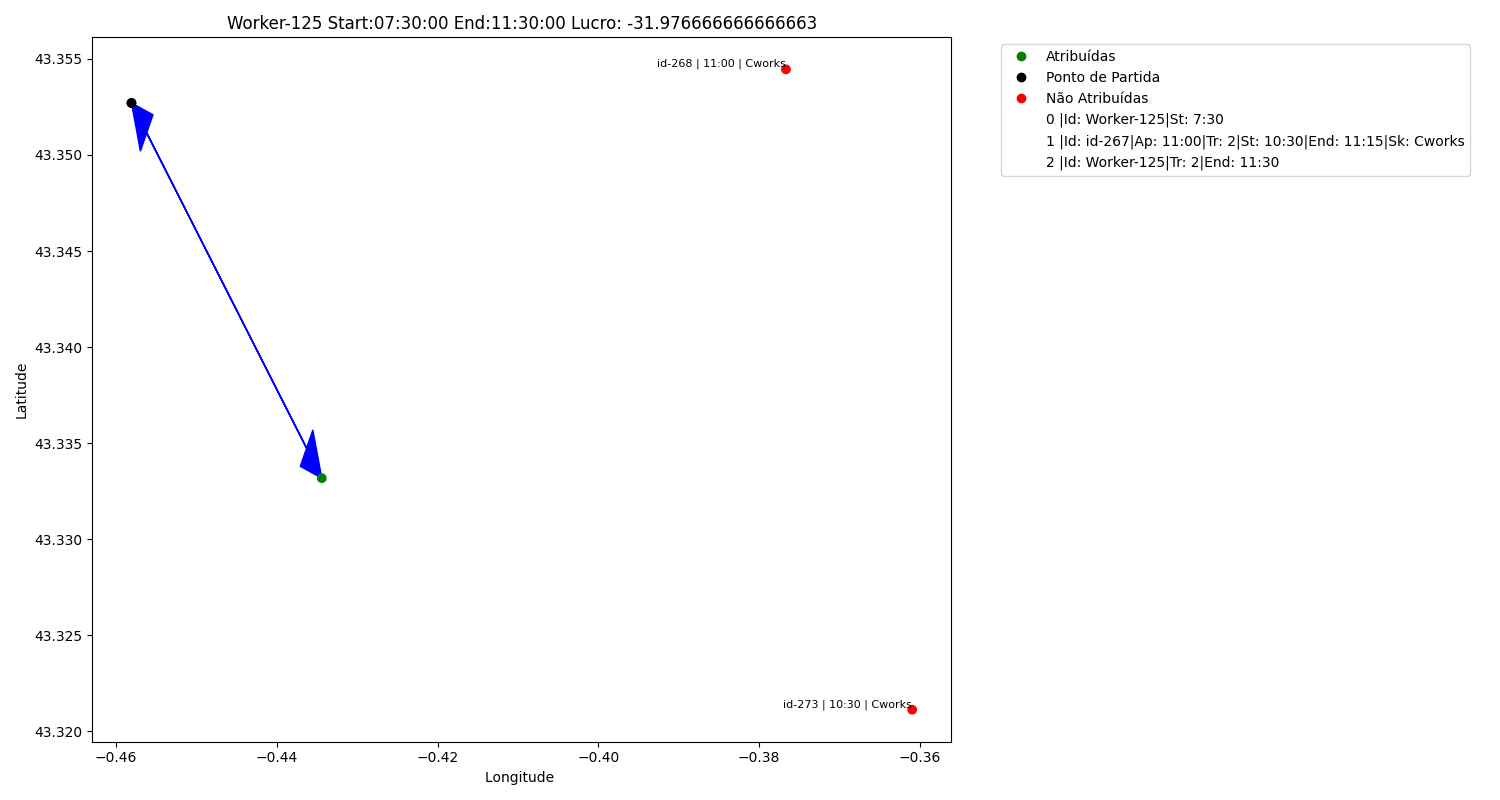 Worker-125 Start:07:30:00 End:11:30:00 Lucro: -31.976666666666663
43.355
43.350
43.345
43.340
43.335
43.330
43.325
43.320
Latitude
id-268 | 11:00 | Cworks
id-273 | 10:30 | Cworks
−0.46
−0.44
−0.42
−0.40
−0.38
−0.36
Longitude
Atribuídas
Ponto de Partida
Não Atribuídas
0 |Id: Worker-125|St: 7:30
1 |Id: id-267|Ap: 11:00|Tr: 2|St: 10:30|End: 11:15|Sk: Cworks
2 |Id: Worker-125|Tr: 2|End: 11:30